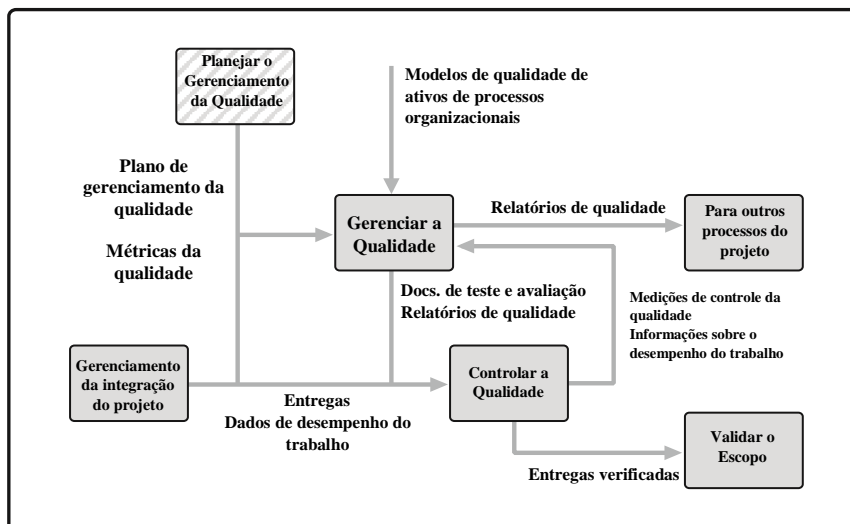 Planejar o
Gerenciamento
da Qualidade
Modelos de qualidade de
ativos de processos
organizacionais
Plano de
gerenciamento da
qualidade
Métricas da
qualidade
Gerenciar a
Qualidade
Relatórios de qualidade
Para outros
processos do
projeto
Docs. de teste e avaliação
Relatórios de qualidade
Medições de controle da
qualidade
Informações sobre o
desempenho do trabalho
Gerenciamento
da integração
do projeto
Entregas
Dados de desempenho do
trabalho
Controlar a
Qualidade
Validar o
Escopo
Entregas verificadas